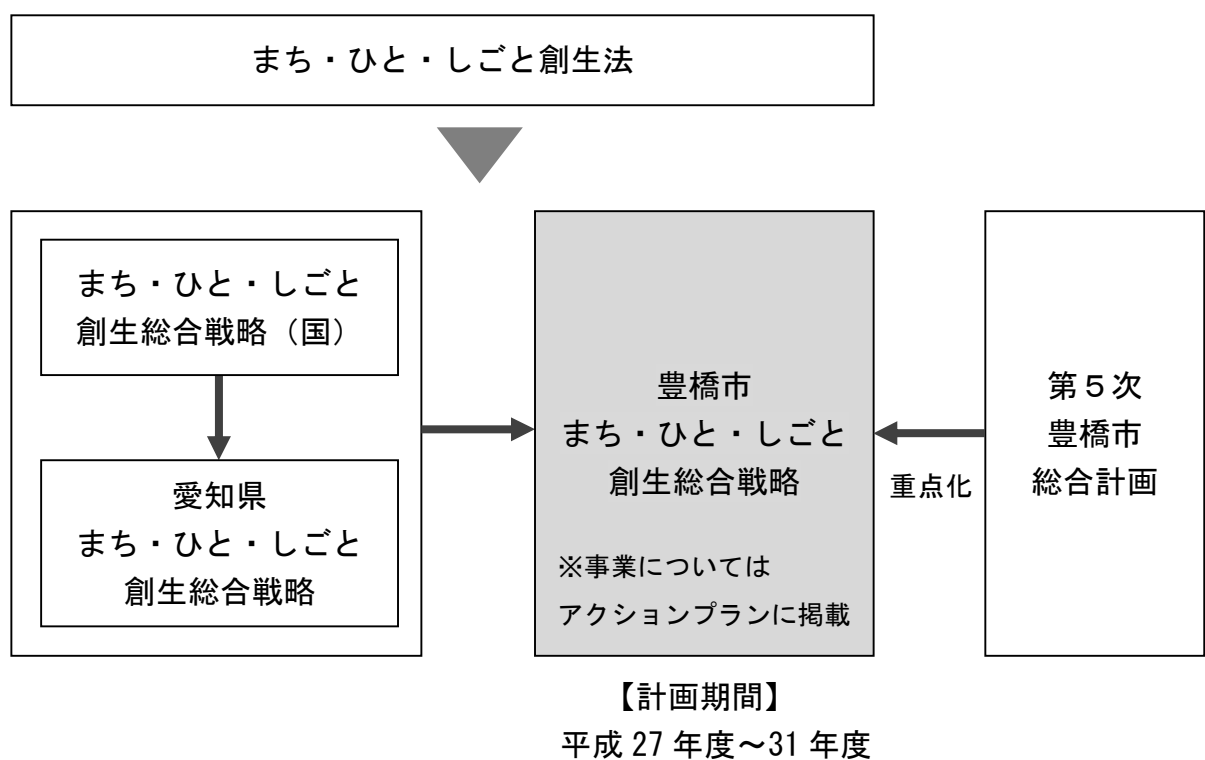 まち・ひと・しごと創生法
まち・ひと・しごと
創生総合戦略（国）
愛知県
まち・ひと・しごと
創生総合戦略
豊橋市
まち・ひと・しごと
創生総合戦略
※事業については
アクションプランに掲載
重点化
第５次
豊橋市
総合計画
【計画期間】
平成 27 年度～31 年度